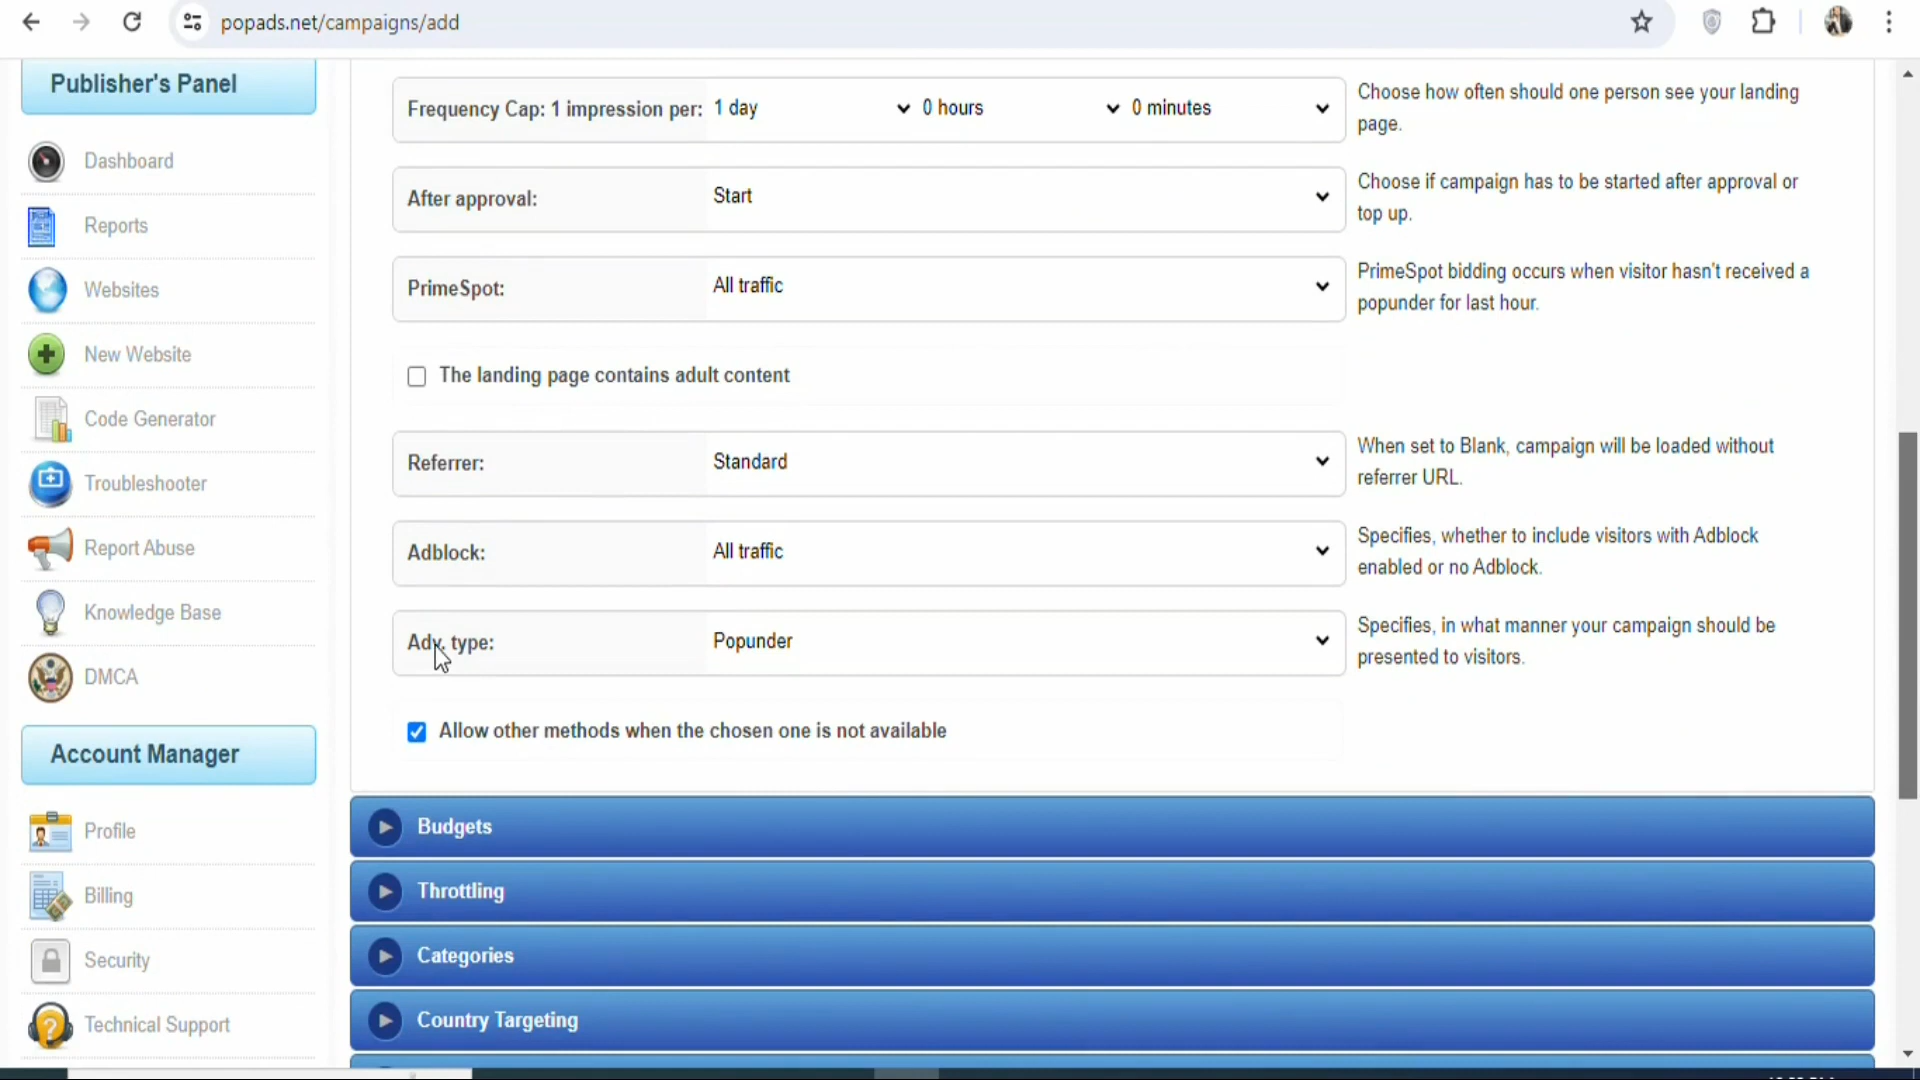 popads.net/campaigns/add
Publisher's Panel
Dashboard
Reports
Websites
New Website
Code Generator
Troubleshooter
Report Abuse
Knowledge Base
DMCA
Account Manager
Profile
Billing
Security
Technical Support
Frequency Cap: 1 impression per: 1 day 0 hours 0 minutes
Choose how often should one person see your landing
page.
After approval: Start
Choose if campaign has to be started after approval or
top up.
PrimeSpot: All traffic
PrimeSpot bidding occurs when visitor hasn't received a
popunder for last hour.
The landing page contains adult content
Referrer: Standard
When set to Blank, campaign will be loaded without
referrer URL.
Adblock: All traffic
Specifies, whether to include visitors with Adblock
enabled or no Adblock.
Adv. type: Popunder
Specifies, in what manner your campaign should be
presented to visitors.
Allow other methods when the chosen one is not available
Budgets
Throttling
Categories
Country Targeting